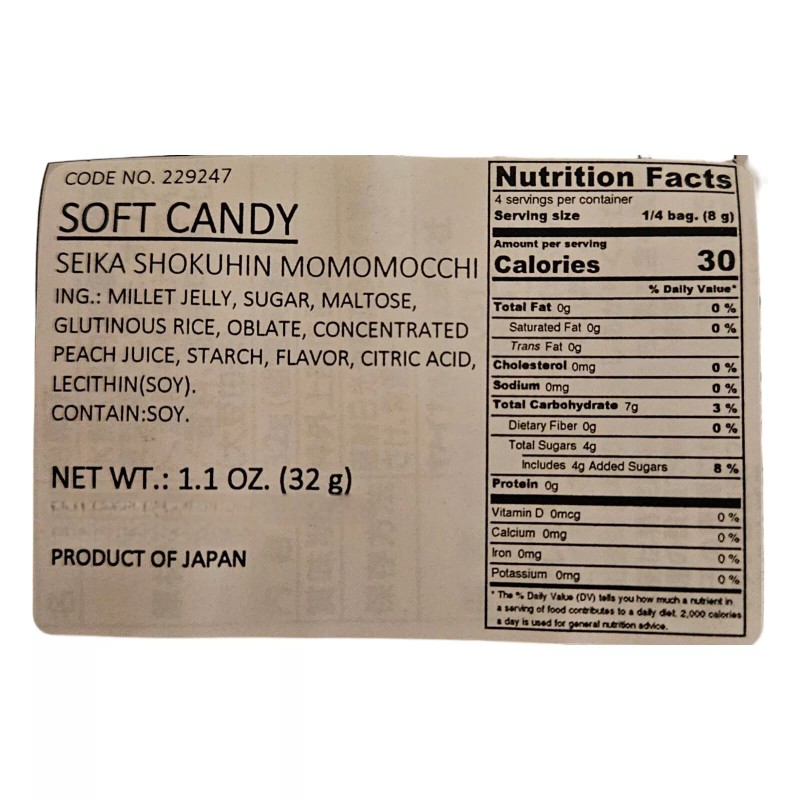 CODE NO. 229247
SOFT CANDY
SEIKA SHOKUHIN MOMOMOCCHI
ING.: MILLET JELLY, SUGAR, MALTOSE,
GLUTINOUS RICE, OBLATE, CONCENTRATED
PEACH JUICE, STARCH, FLAVOR, CITRIC ACID,
LECITHIN(SOY).
CONTAIN:SOY.
NET WT.: 1.1 OZ. (32 g)
PRODUCT OF JAPAN
Nutrition Facts
4 servings per container
Serving size 1/4 bag. (8 g)
Amount per serving
Calories 30
% Daily Value*
Total Fat 0g 0 %
Saturated Fat 0g 0 %
Trans Fat 0g
Cholesterol 0mg 0 %
Sodium 0mg 0 %
Total Carbohydrate 7g 3 %
Dietary Fiber 0g 0 %
Total Sugars 4g
Includes 4g Added Sugars 8 %
Protein 0g
Vitamin D 0mcg 0 %
Calcium 0mg 0 %
Iron 0mg 0 %
Potassium 0mg 0 %
* The % Daily Value (DV) tells you how much a nutrient in
a serving of food contributes to a daily diet. 2,000 calories
a day is used for general nutrition advice.